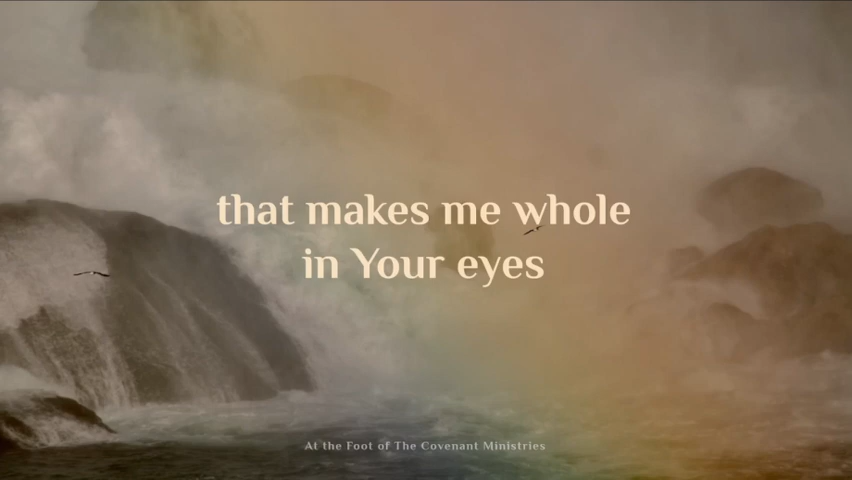 that makes me whole
in Your eyes
At the Foot of The Covenant Ministries